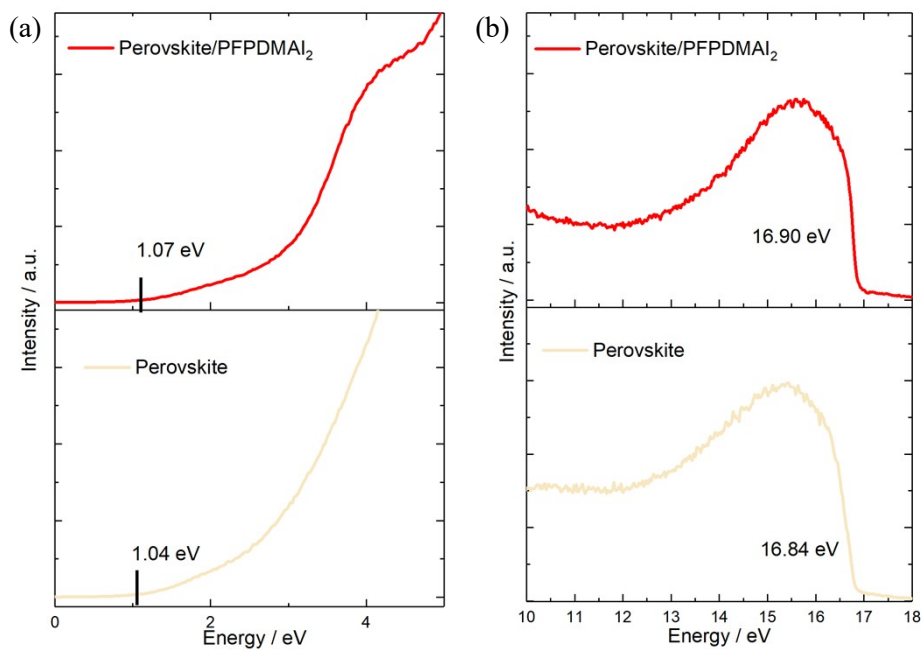 (a)
Perovskite/PFPDMAI₂
1.07 eV
Perovskite
1.04 eV
Intensity / a.u.
0 2 4
Energy / eV
(b)
Perovskite/PFPDMAI₂
16.90 eV
Perovskite
16.84 eV
Intensity / a.u.
10 11 12 13 14 15 16 17 18
Energy / eV